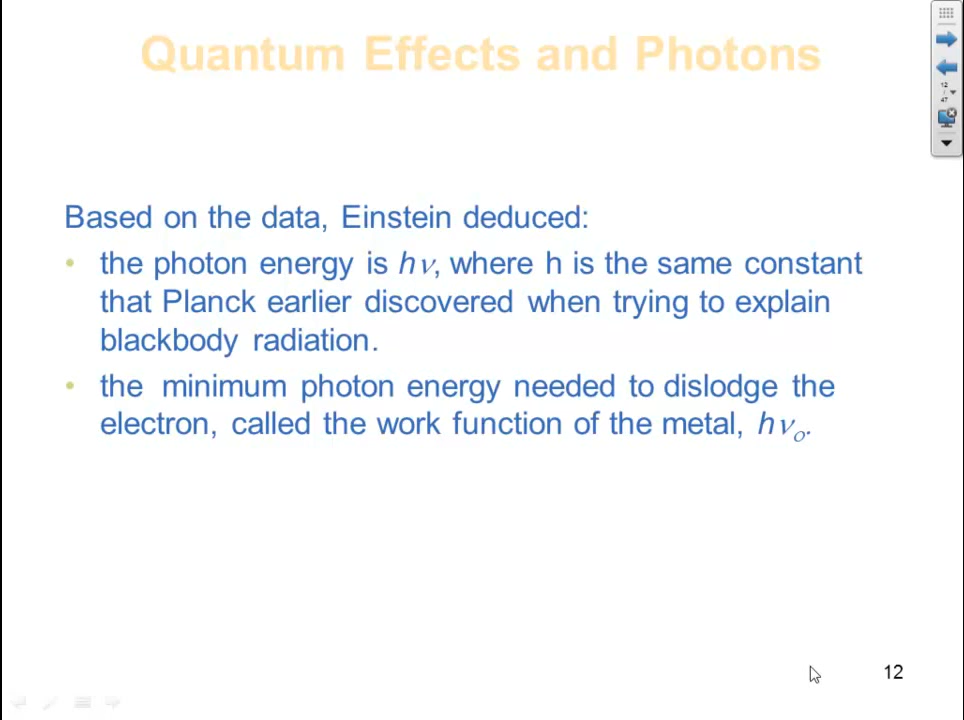 Quantum Effects and Photons
12
/
47
Based on the data, Einstein deduced:
• the photon energy is hν, where h is the same constant
that Planck earlier discovered when trying to explain
blackbody radiation.
• the minimum photon energy needed to dislodge the
electron, called the work function of the metal, hνo.
12